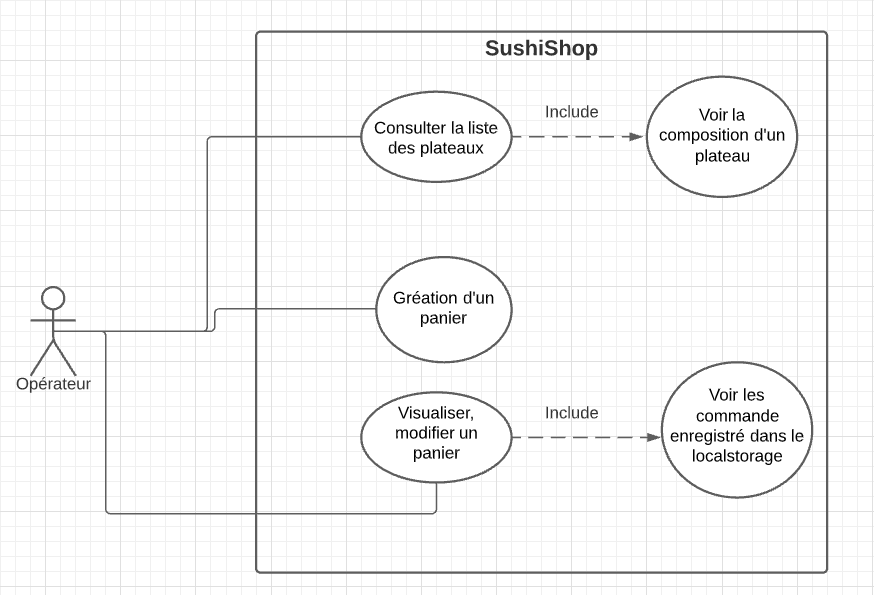 SushiShop
Consulter la liste
des plateaux
Include
Voir la
composition d'un
plateau
Gréation d'un
panier
Opérateur
Visualiser,
modifier un
panier
Include
Voir les
commande
enregistré dans le
localstorage